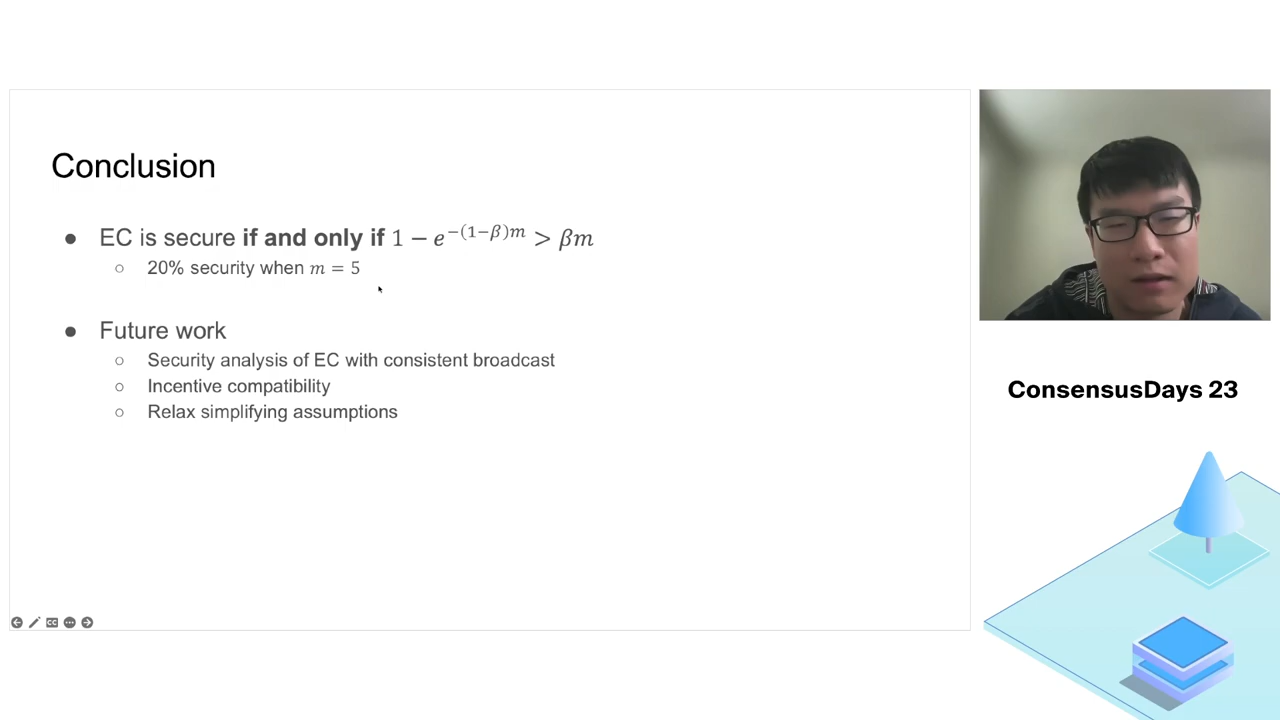 Conclusion
● EC is secure if and only if 1 − e^{−(1−β)m} > βm
○ 20% security when m = 5
● Future work
○ Security analysis of EC with consistent broadcast
○ Incentive compatibility
○ Relax simplifying assumptions
ConsensusDays 23